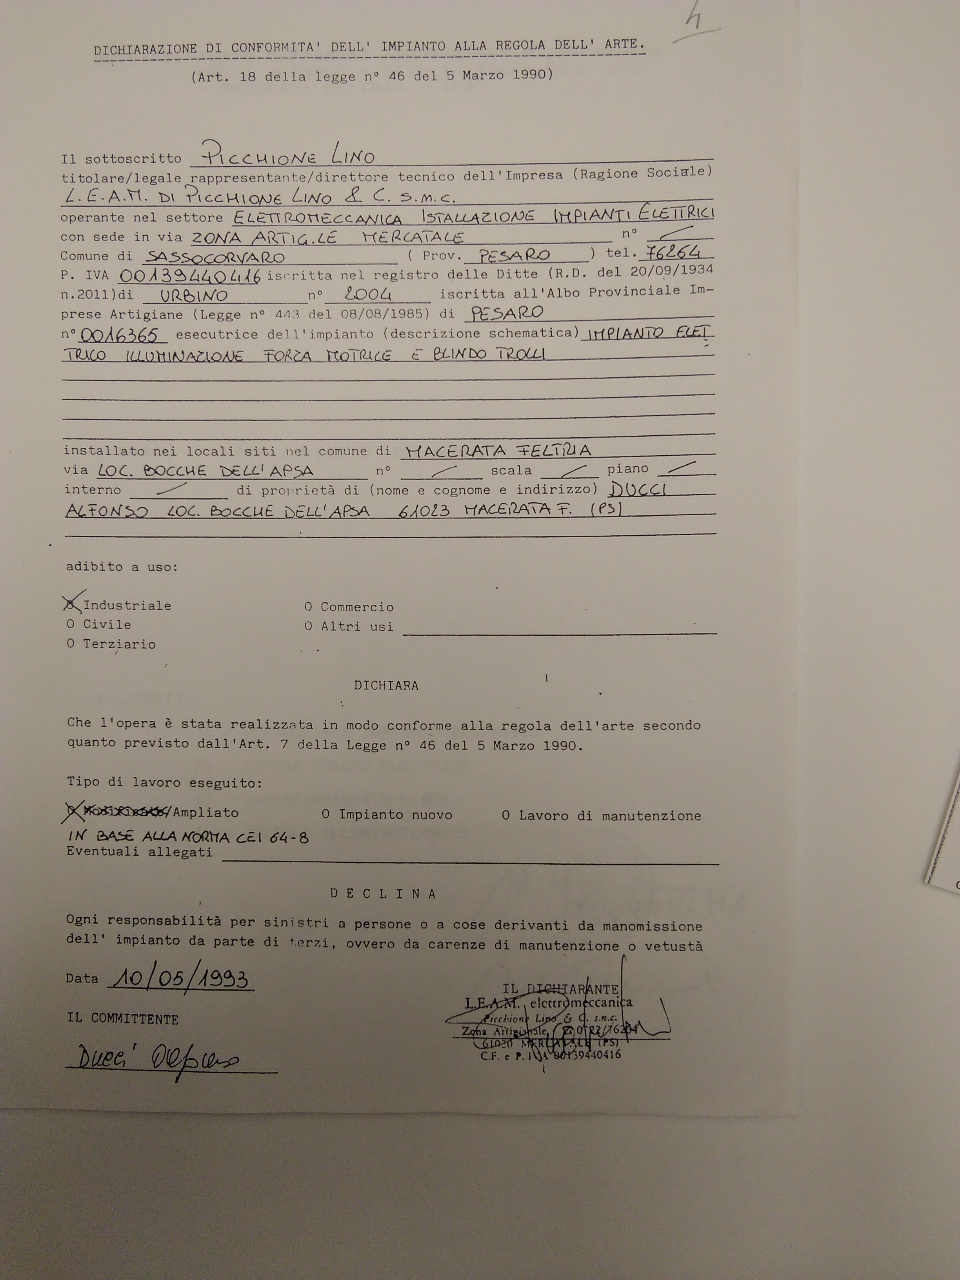 4
DICHIARAZIONE DI CONFORMITA' DELL' IMPIANTO ALLA REGOLA DELL' ARTE.
(Art. 18 della legge n° 46 del 5 Marzo 1990)
Il sottoscritto PICCHIONE LINO
titolare/legale rappresentante/direttore tecnico dell'Impresa (Ragione Sociale)
L.E.A.M. DI PICCHIONE LINO & C. S.M.C.
operante nel settore ELETTROMECCANICA ISTALLAZIONE IMPIANTI ELETTRICI
con sede in via ZONA ARTIG.LE MERCATALE n° /
Comune di SASSOCORVARO ( Prov. PESARO ) tel. 76264
P. IVA 00139440416 iscritta nel registro delle Ditte (R.D. del 20/09/1934
n.2011)di URBINO n° 2004 iscritta all'Albo Provinciale Im-
prese Artigiane (Legge n° 443 del 08/08/1985) di PESARO
n° 0016365 esecutrice dell'impianto (descrizione schematica) IMPIANTO ELET
TRICO ILLUMINAZIONE FORZA MOTRICE E BLINDO TROLLI
installato nei locali siti nel comune di MACERATA FELTRIA
via LOC. BOCCHE DELL'APSA n° / scala / piano /
interno / di proprietà di (nome e cognome e indirizzo) DUCCI
ALFONSO LOC. BOCCHE DELL'APSA 61023 MACERATA F. (PS)
adibito a uso:
X Industriale O Commercio
O Civile O Altri usi
O Terziario
DICHIARA
Che l'opera è stata realizzata in modo conforme alla regola dell'arte secondo
quanto previsto dall'Art. 7 della Legge n° 46 del 5 Marzo 1990.
Tipo di lavoro eseguito:
X /Ampliato O Impianto nuovo O Lavoro di manutenzione
IN BASE ALLA NORMA CEI 64-8
Eventuali allegati
D E C L I N A
Ogni responsabilità per sinistri a persone o a cose derivanti da manomissione
dell' impianto da parte di terzi, ovvero da carenze di manutenzione o vetustà
Data 10/05/1993
IL DICHIARANTE
L.E.A.M. elettromeccanica
Picchione Lino & C. s.n.c.
Zona Artigianale, 0722/76264
61020 MERCATALE (PS)
C.F. e P. IVA 00139440416
IL COMMITTENTE
Ducci Alfonso